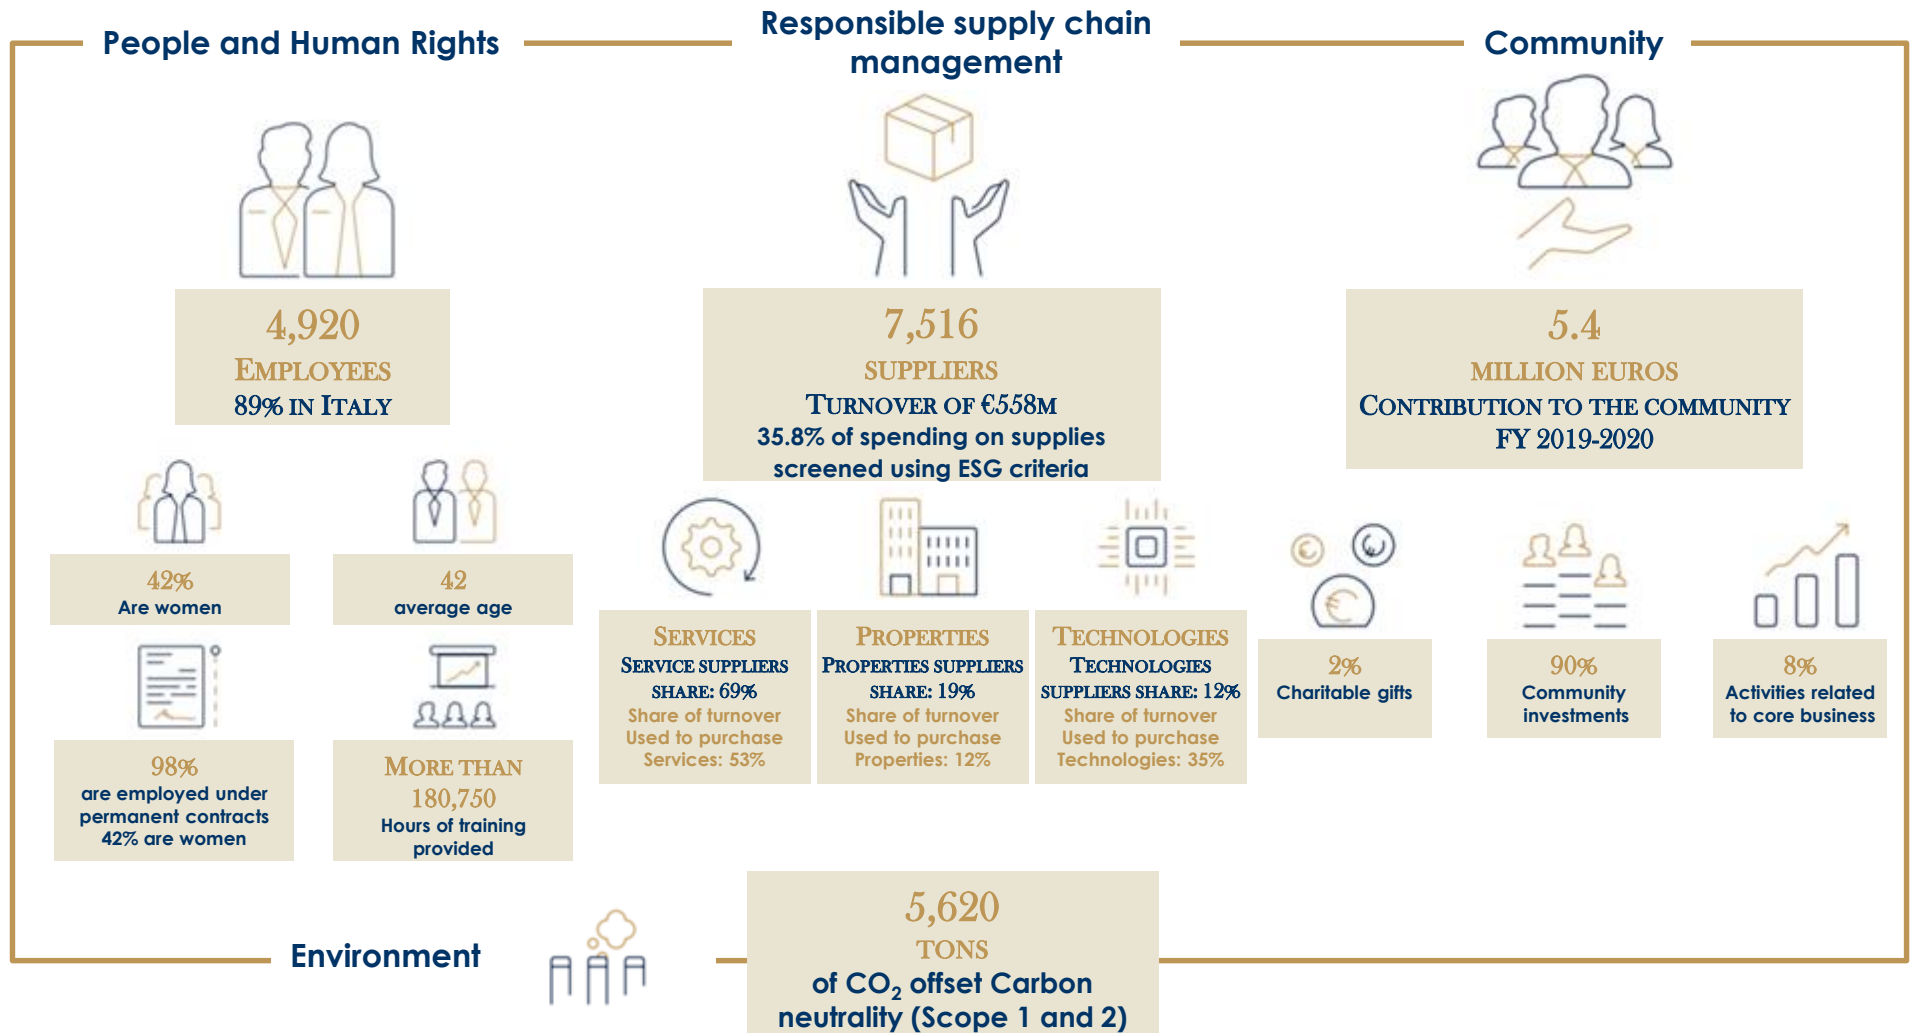 People and Human Rights
4,920
EMPLOYEES
89% IN ITALY
42%
Are women
42
average age
98%
are employed under
permanent contracts
42% are women
MORE THAN
180,750
Hours of training
provided
Responsible supply chain
management
7,516
SUPPLIERS
TURNOVER OF €558M
35.8% of spending on supplies
screened using ESG criteria
SERVICES
SERVICE SUPPLIERS
SHARE: 69%
Share of turnover
Used to purchase
Services: 53%
PROPERTIES
PROPERTIES SUPPLIERS
SHARE: 19%
Share of turnover
Used to purchase
Properties: 12%
TECHNOLOGIES
TECHNOLOGIES
SUPPLIERS SHARE: 12%
Share of turnover
Used to purchase
Technologies: 35%
Community
5.4
MILLION EUROS
CONTRIBUTION TO THE COMMUNITY
FY 2019-2020
2%
Charitable gifts
90%
Community
investments
8%
Activities related
to core business
Environment
5,620
TONS
of CO₂ offset Carbon
neutrality (Scope 1 and 2)